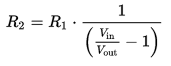 R₂ = R₁ · 1 / (V_in / V_out − 1)